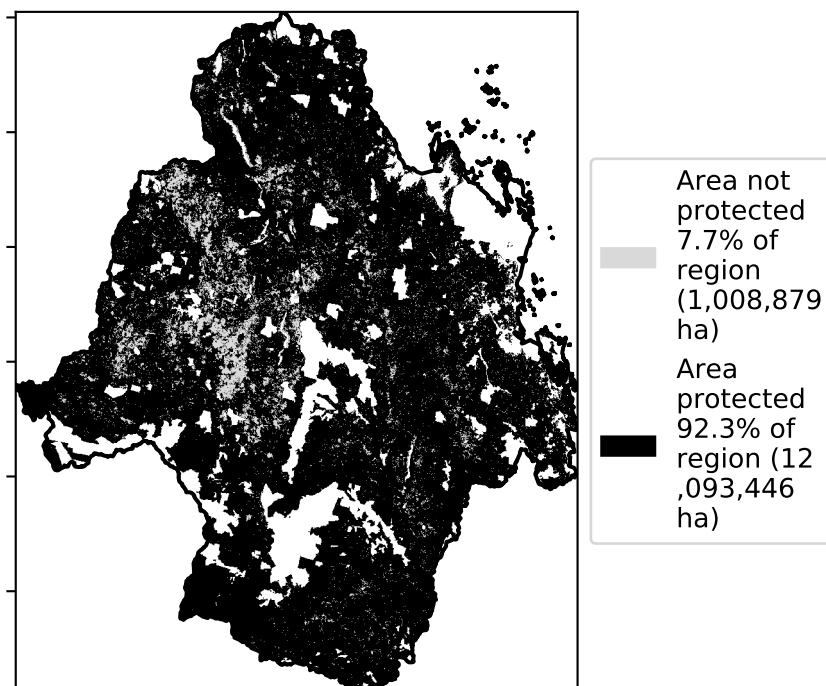 Area not
protected
7.7% of
region
(1,008,879
ha)
Area
protected
92.3% of
region (12
,093,446
ha)